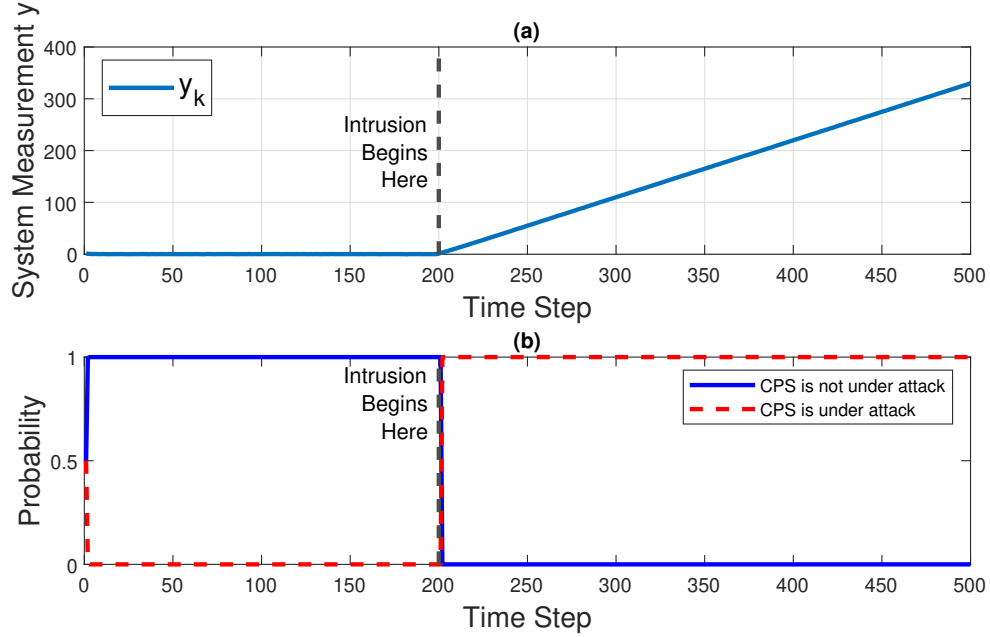 (a)
System Measurement y
400
300
200
100
0
y_k
Intrusion
Begins
Here
0 50 100 150 200 250 300 350 400 450 500
Time Step
(b)
Probability
1
0.5
0
Intrusion
Begins
Here
CPS is not under attack
CPS is under attack
0 50 100 150 200 250 300 350 400 450 500
Time Step